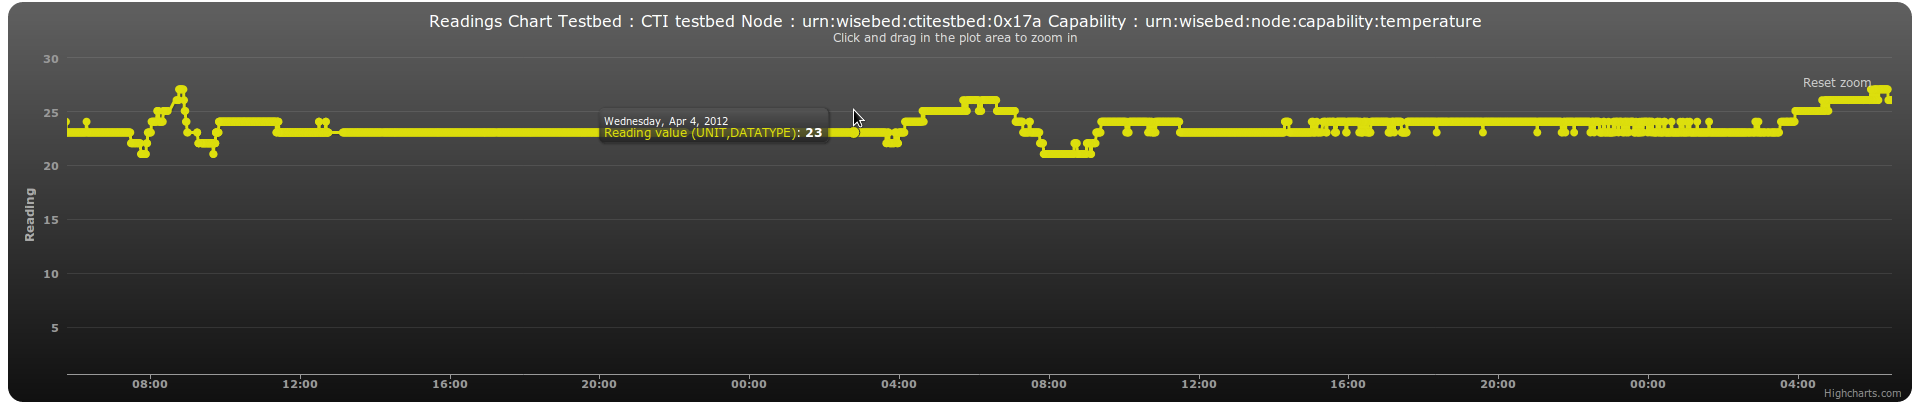 Readings Chart Testbed : CTI testbed Node : urn:wisebed:ctitestbed:0x17a Capability : urn:wisebed:node:capability:temperature
Click and drag in the plot area to zoom in
Reset zoom
Reading
30
25
20
15
10
5
Wednesday, Apr 4, 2012
Reading value (UNIT,DATATYPE): 23
08:00 12:00 16:00 20:00 00:00 04:00 08:00 12:00 16:00 20:00 00:00 04:00
Highcharts.com